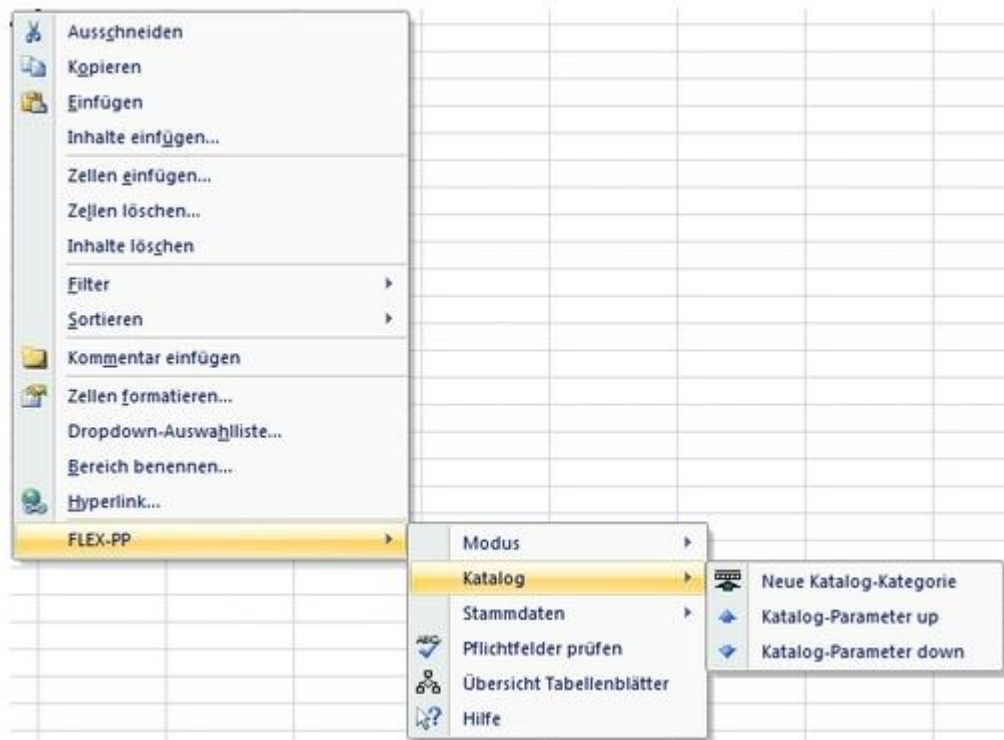 Ausschneiden
Kopieren
Einfügen
Inhalte einfügen...
Zellen einfügen...
Zellen löschen...
Inhalte löschen
Filter
Sortieren
Kommentar einfügen
Zellen formatieren...
Dropdown-Auswahlliste...
Bereich benennen...
Hyperlink...
FLEX-PP
Modus
Katalog
Stammdaten
Pflichtfelder prüfen
Übersicht Tabellenblätter
Hilfe
Neue Katalog-Kategorie
Katalog-Parameter up
Katalog-Parameter down